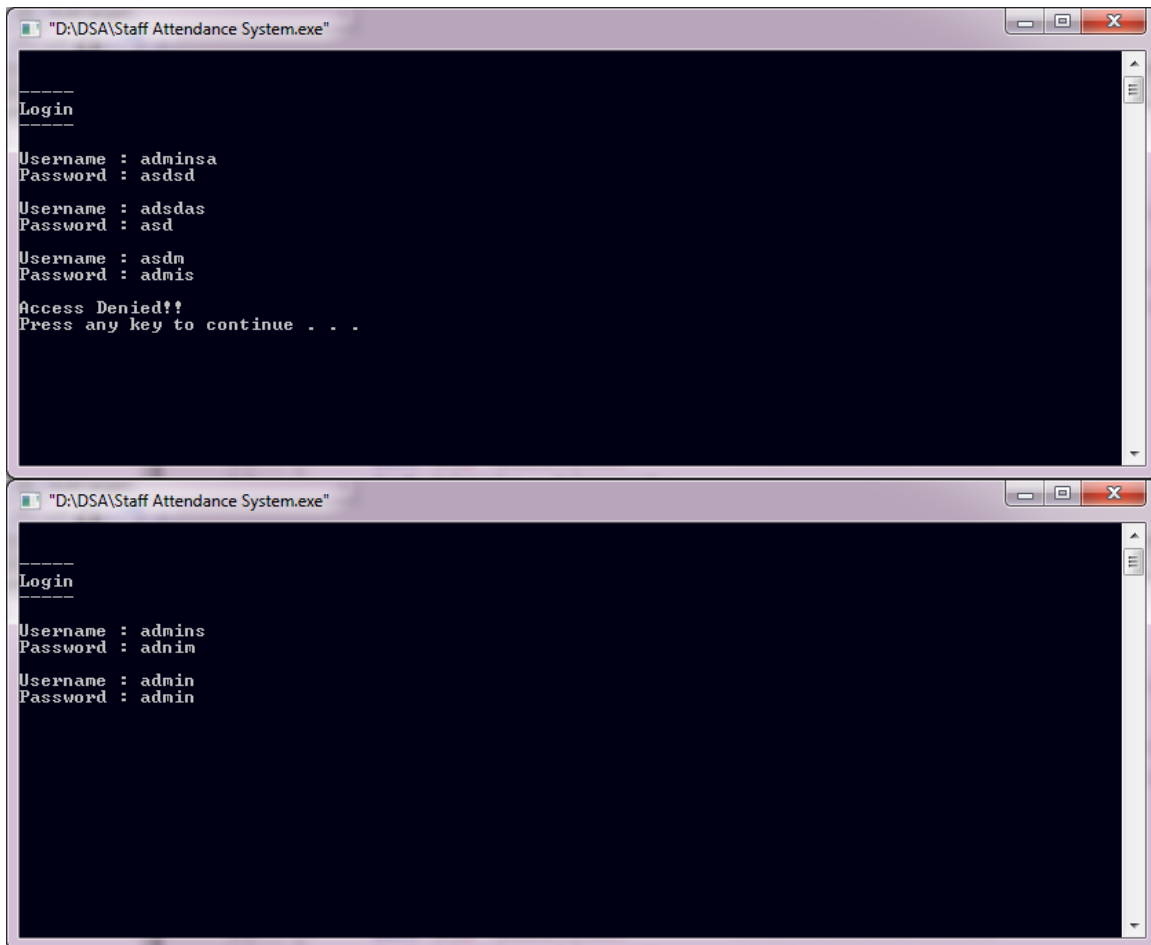 "D:\DSA\Staff Attendance System.exe"
-----
Login
-----
Username : adminsa
Password : asdsd
Username : adsdas
Password : asd
Username : asdm
Password : admis
Access Denied!!
Press any key to continue . . .
"D:\DSA\Staff Attendance System.exe"
-----
Login
-----
Username : admins
Password : adnim
Username : admin
Password : admin